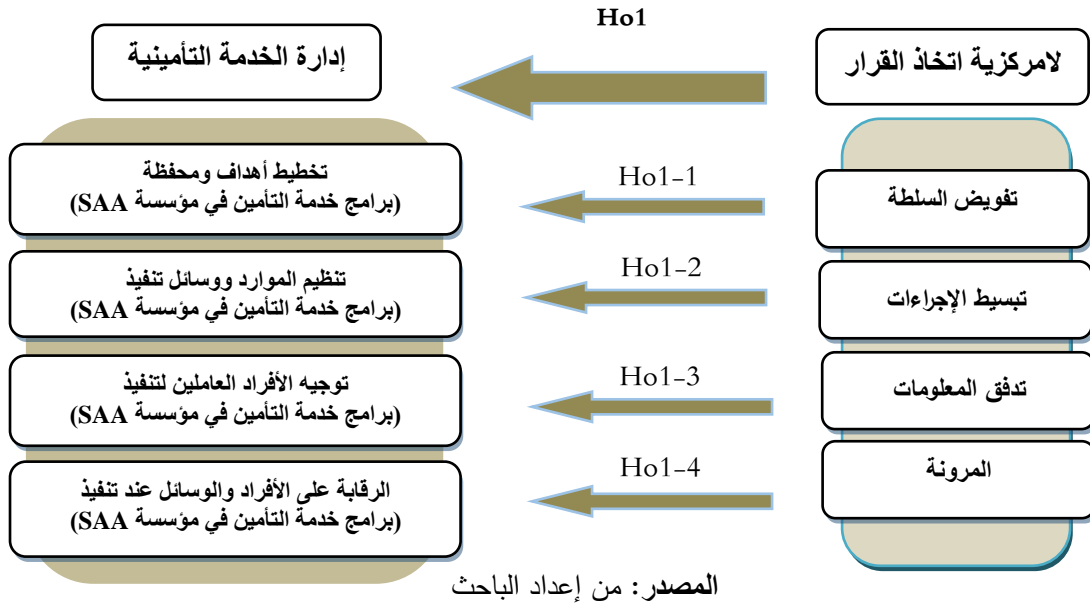 Ho1
لامركزية اتخاذ القرار
إدارة الخدمة التأمينية
تفويض السلطة
Ho1-1
تخطيط أهداف ومحفظة
(برامج خدمة التأمين في مؤسسة SAA)
تبسيط الإجراءات
Ho1-2
تنظيم الموارد ووسائل تنفيذ
(برامج خدمة التأمين في مؤسسة SAA)
تدفق المعلومات
Ho1-3
توجيه الأفراد العاملين لتنفيذ
(برامج خدمة التأمين في مؤسسة SAA)
المرونة
Ho1-4
الرقابة على الأفراد والوسائل عند تنفيذ
(برامج خدمة التأمين في مؤسسة SAA)
المصدر: من إعداد الباحث